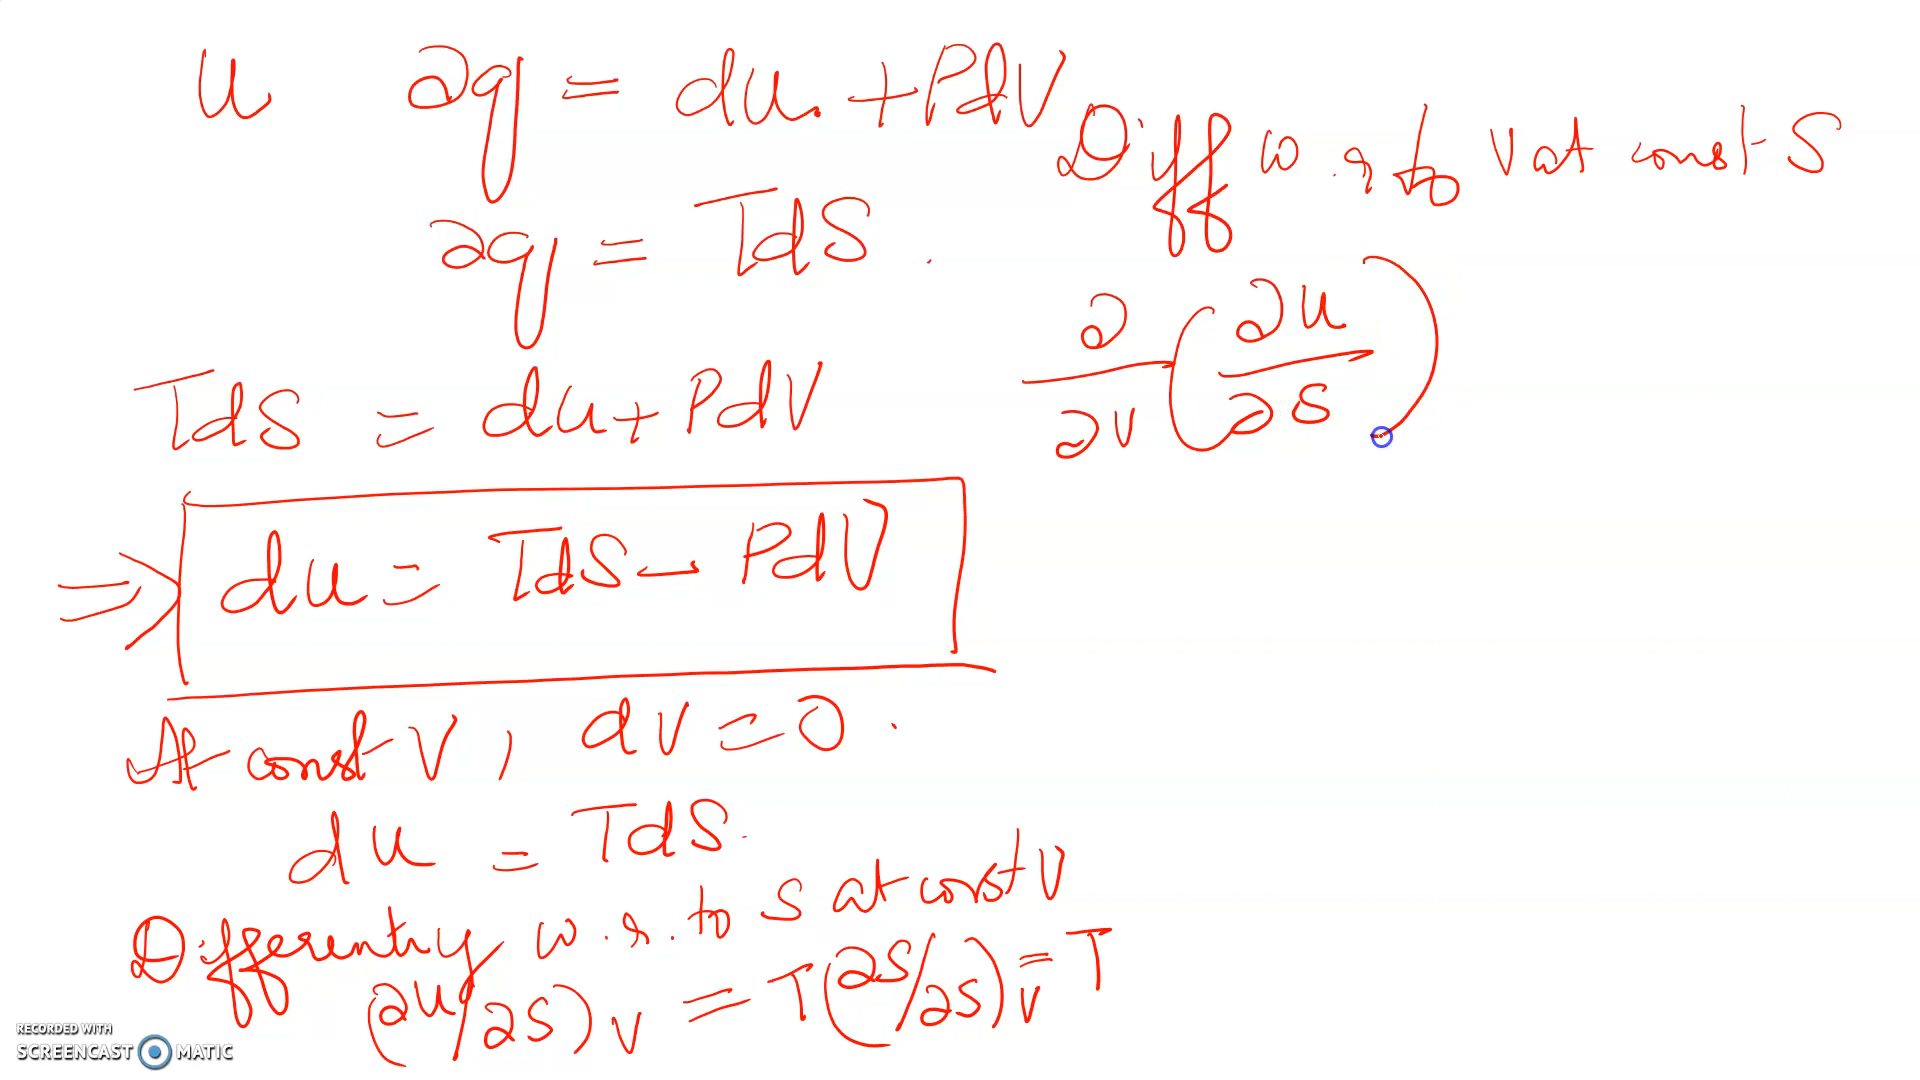 u ∂q = du + PdV
∂q = TdS
TdS = du + PdV
⇒ du = TdS - PdV
At const V, dV = 0
du = TdS
Differenty w.r.to S at const V
(∂u/∂S)v = T(∂S/∂S)v = T
Diff w.r.to V at const S
∂/∂V (∂u/∂S)
RECORDED WITH
SCREENCAST MATIC